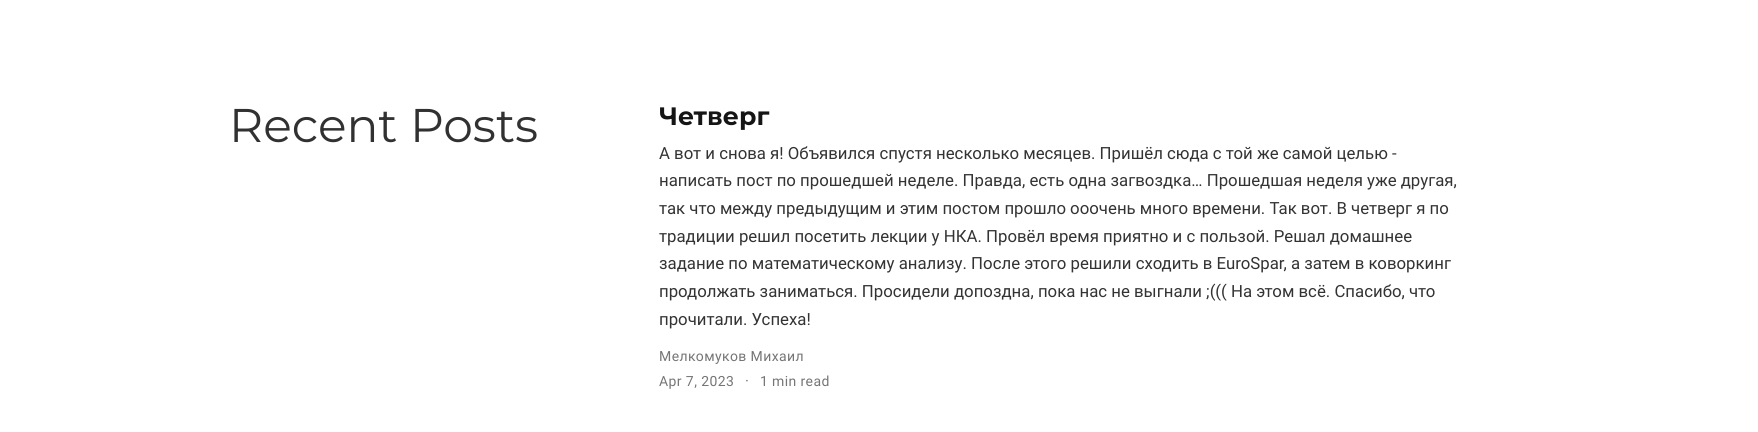 Recent Posts
Четверг
А вот и снова я! Объявился спустя несколько месяцев. Пришёл сюда с той же самой целью -
написать пост по прошедшей неделе. Правда, есть одна загвоздка... Прошедшая неделя уже другая,
так что между предыдущим и этим постом прошло ооочень много времени. Так вот. В четверг я по
традиции решил посетить лекции у НКА. Провёл время приятно и с пользой. Решал домашнее
задание по математическому анализу. После этого решили сходить в EuroSpar, а затем в коворкинг
продолжать заниматься. Просидели допоздна, пока нас не выгнали ;((( На этом всё. Спасибо, что
прочитали. Успеха!
Мелкомуков Михаил
Apr 7, 2023 · 1 min read